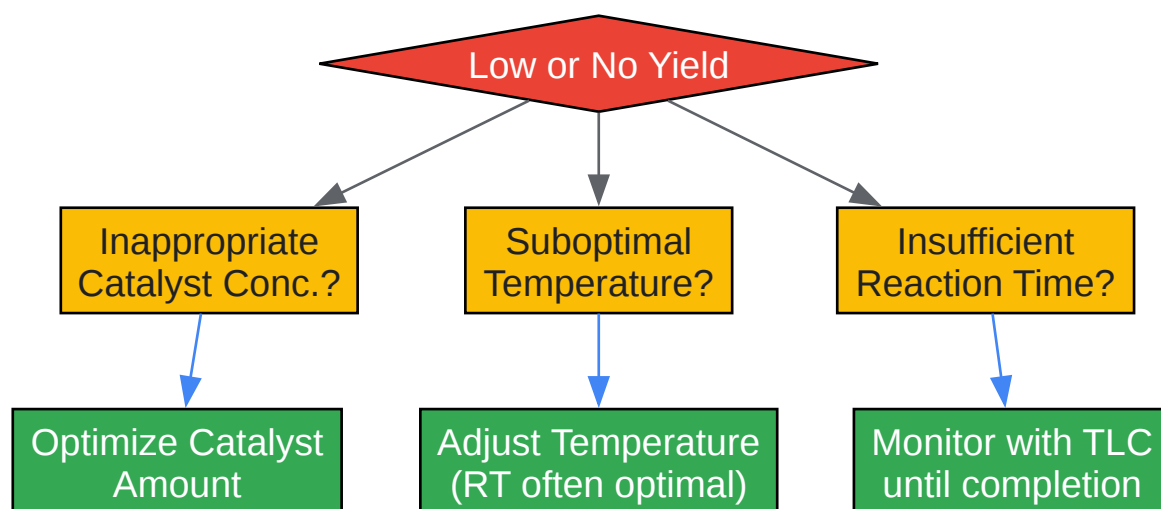 Low or No Yield
Inappropriate
Catalyst Conc.?
Suboptimal
Temperature?
Insufficient
Reaction Time?
Optimize Catalyst
Amount
Adjust Temperature
(RT often optimal)
Monitor with TLC
until completion